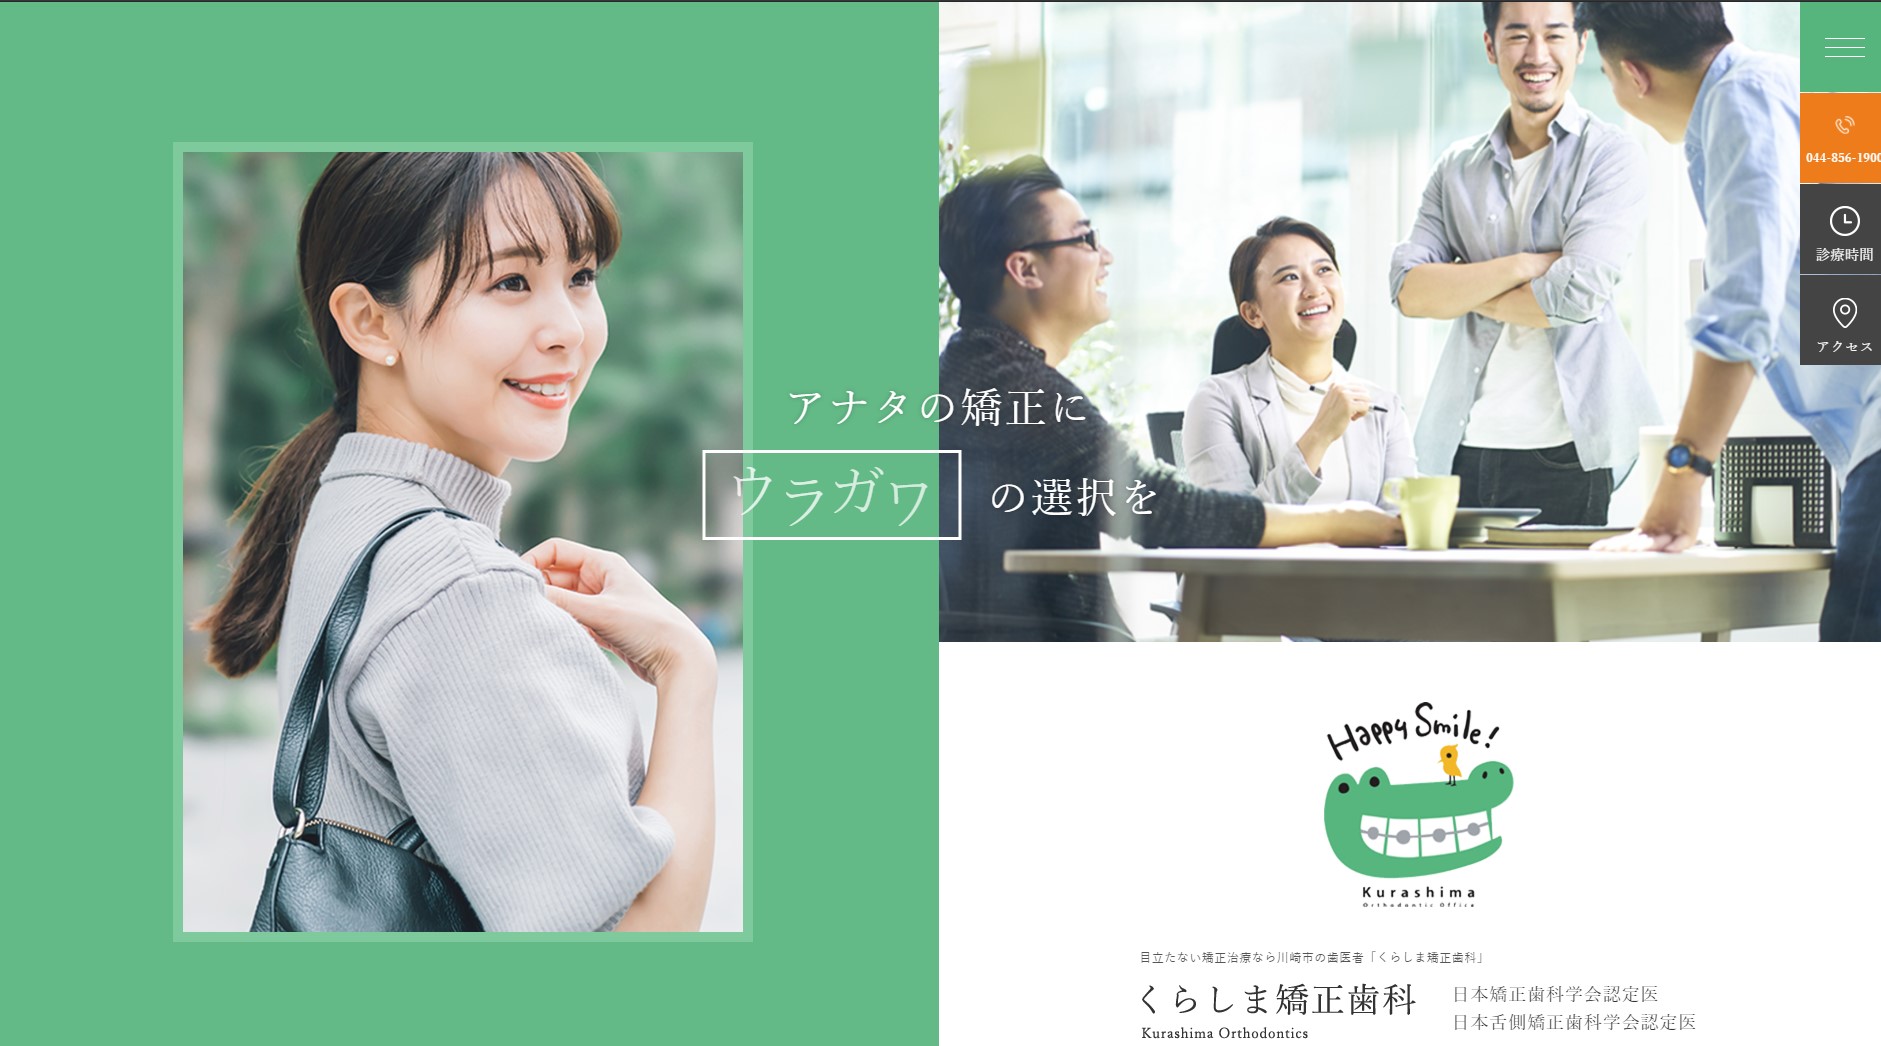 アナタの矯正に
ウラガワ の選択を
044-856-1900
診療時間
アクセス
Happy Smile!
Kurashima
Orthodontic Office
目立たない矯正治療なら川崎市の歯医者「くらしま矯正歯科」
くらしま矯正歯科
Kurashima Orthodontics
日本矯正歯科学会認定医
日本舌側矯正歯科学会認定医